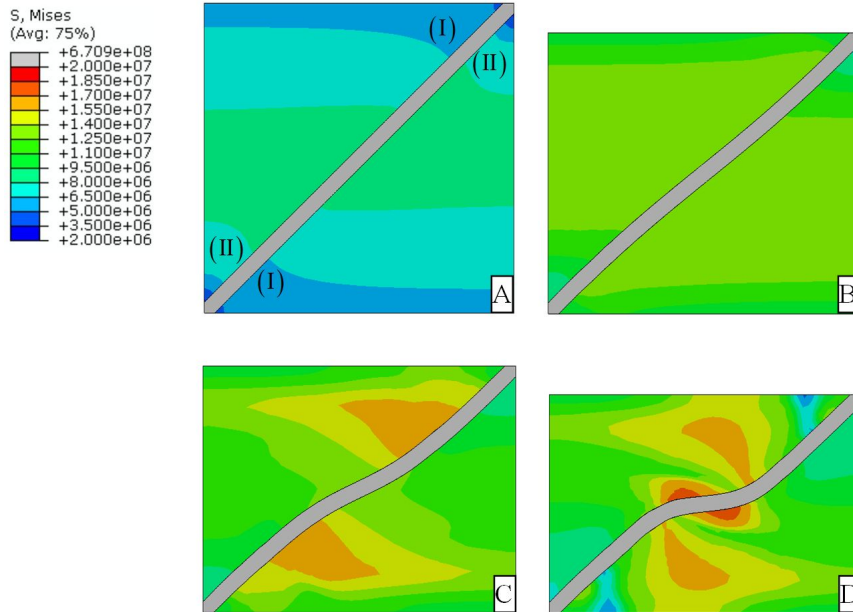 S, Mises
(Avg: 75%)
+6.709e+08
+2.000e+07
+1.850e+07
+1.700e+07
+1.550e+07
+1.400e+07
+1.250e+07
+1.100e+07
+9.500e+06
+8.000e+06
+6.500e+06
+5.000e+06
+3.500e+06
+2.000e+06
(I)
(II)
(II)
(I)
A
B
C
D